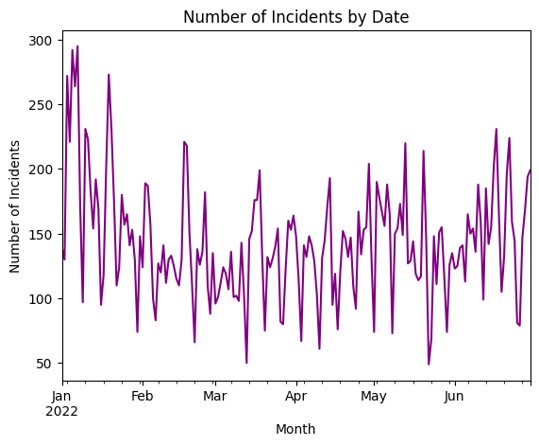 Number of Incidents by Date
300
250
200
150
100
50
Number of Incidents
Jan Feb Mar Apr May Jun
2022
Month